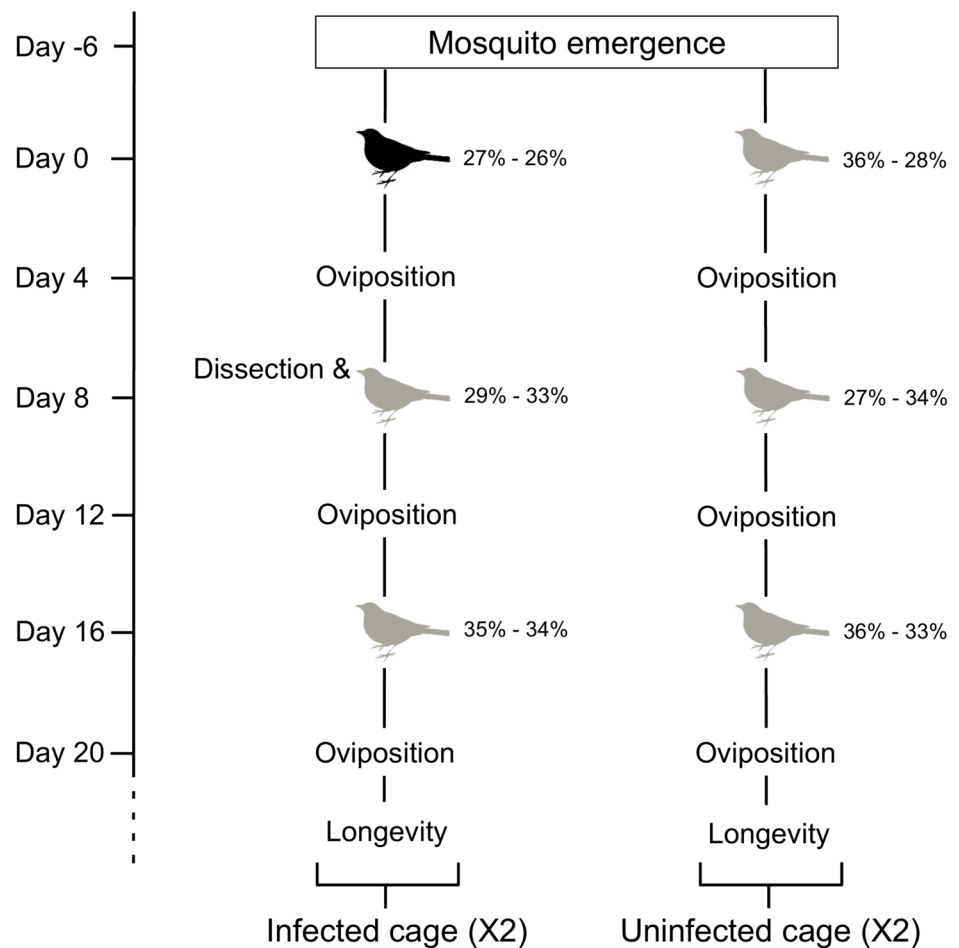 Day -6
Mosquito emergence
Day 0
27% - 26%
36% - 28%
Day 4
Oviposition
Oviposition
Dissection &
Day 8
29% - 33%
27% - 34%
Day 12
Oviposition
Oviposition
Day 16
35% - 34%
36% - 33%
Day 20
Oviposition
Oviposition
Longevity
Longevity
Infected cage (X2)
Uninfected cage (X2)